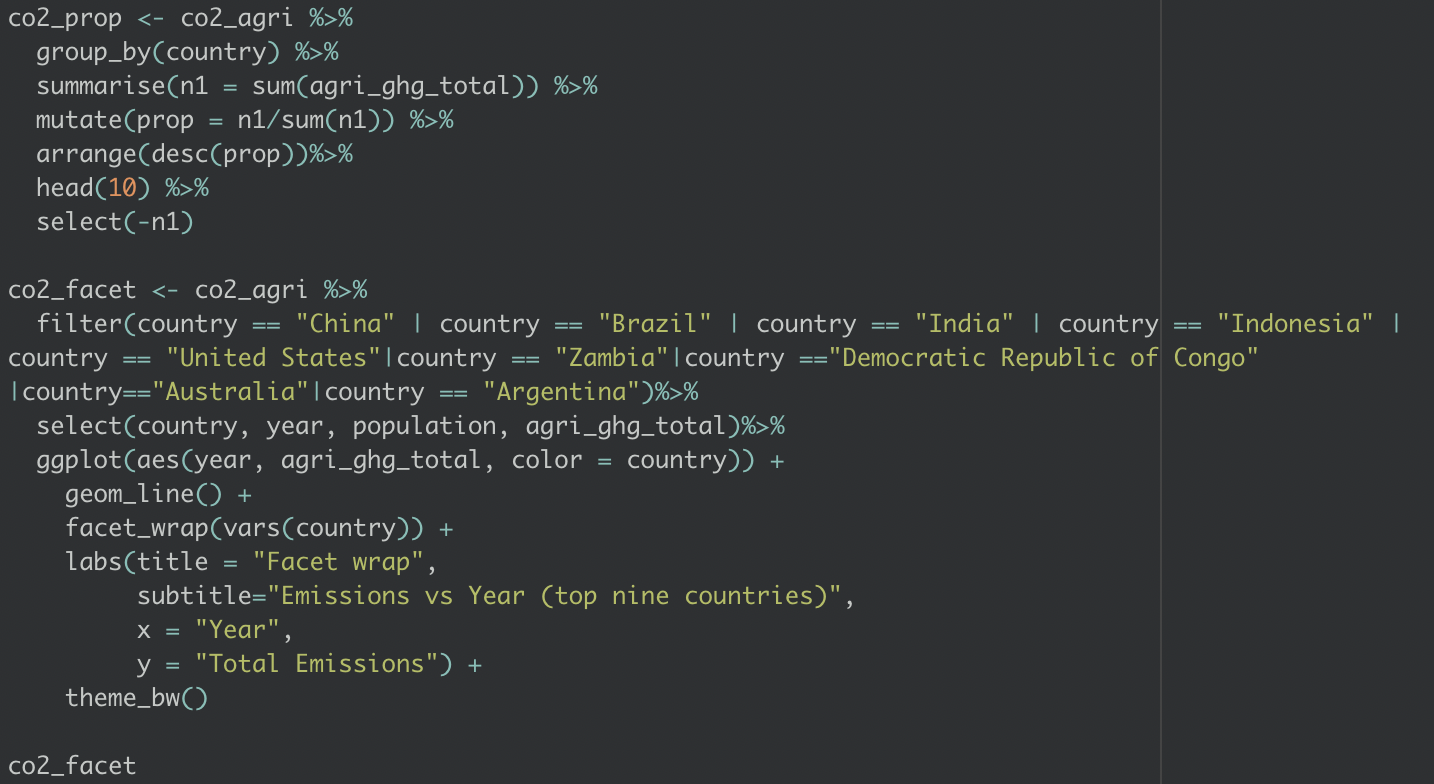 co2_prop <- co2_agri %>%
  group_by(country) %>%
  summarise(n1 = sum(agri_ghg_total)) %>%
  mutate(prop = n1/sum(n1)) %>%
  arrange(desc(prop))%>%
  head(10) %>%
  select(-n1)

co2_facet <- co2_agri %>%
  filter(country == "China" | country == "Brazil" | country == "India" | country == "Indonesia" |
country == "United States"|country == "Zambia"|country =="Democratic Republic of Congo"
|country=="Australia"|country == "Argentina")%>%
  select(country, year, population, agri_ghg_total)%>%
  ggplot(aes(year, agri_ghg_total, color = country)) +
    geom_line() +
    facet_wrap(vars(country)) +
    labs(title = "Facet wrap",
         subtitle="Emissions vs Year (top nine countries)",
         x = "Year",
         y = "Total Emissions") +
    theme_bw()

co2_facet